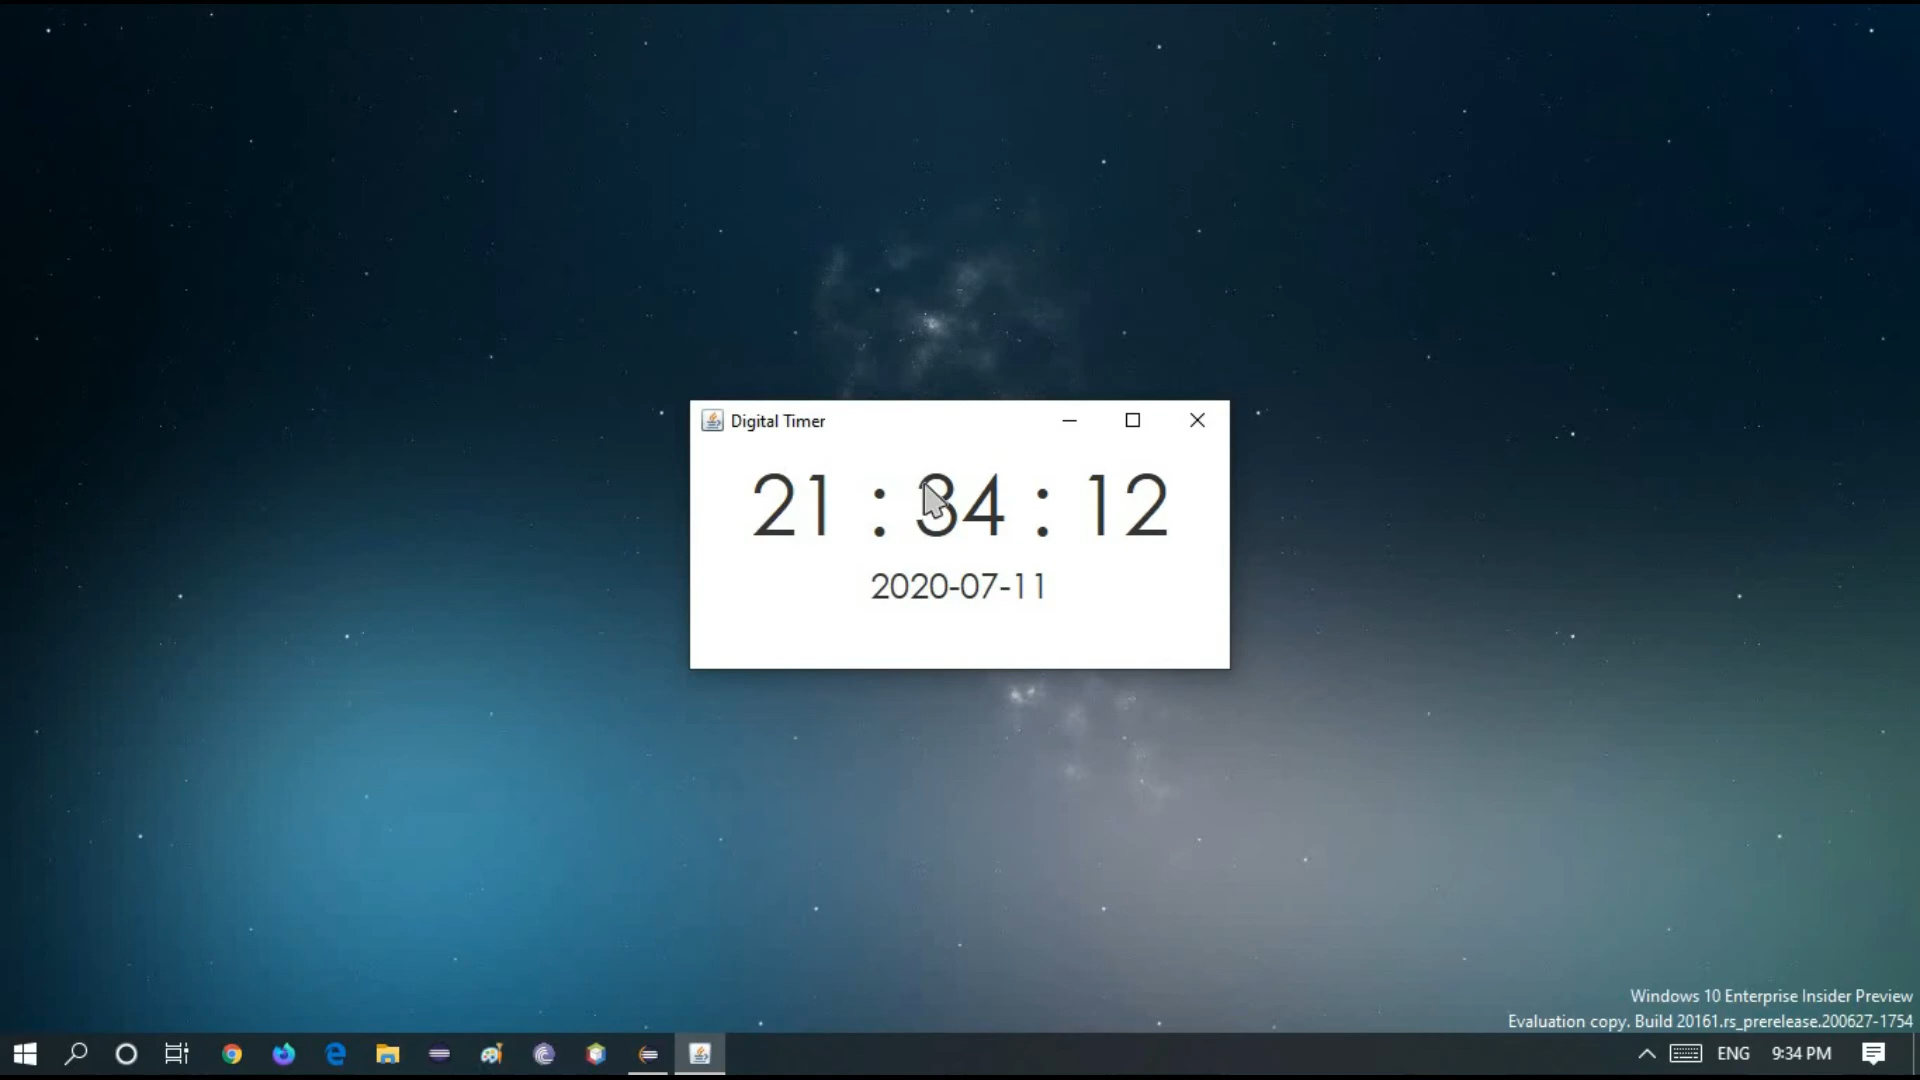 Digital Timer
21 : 34 : 12
2020-07-11
Windows 10 Enterprise Insider Preview
Evaluation copy. Build 20161.rs_prerelease.200627-1754
ENG 9:34 PM